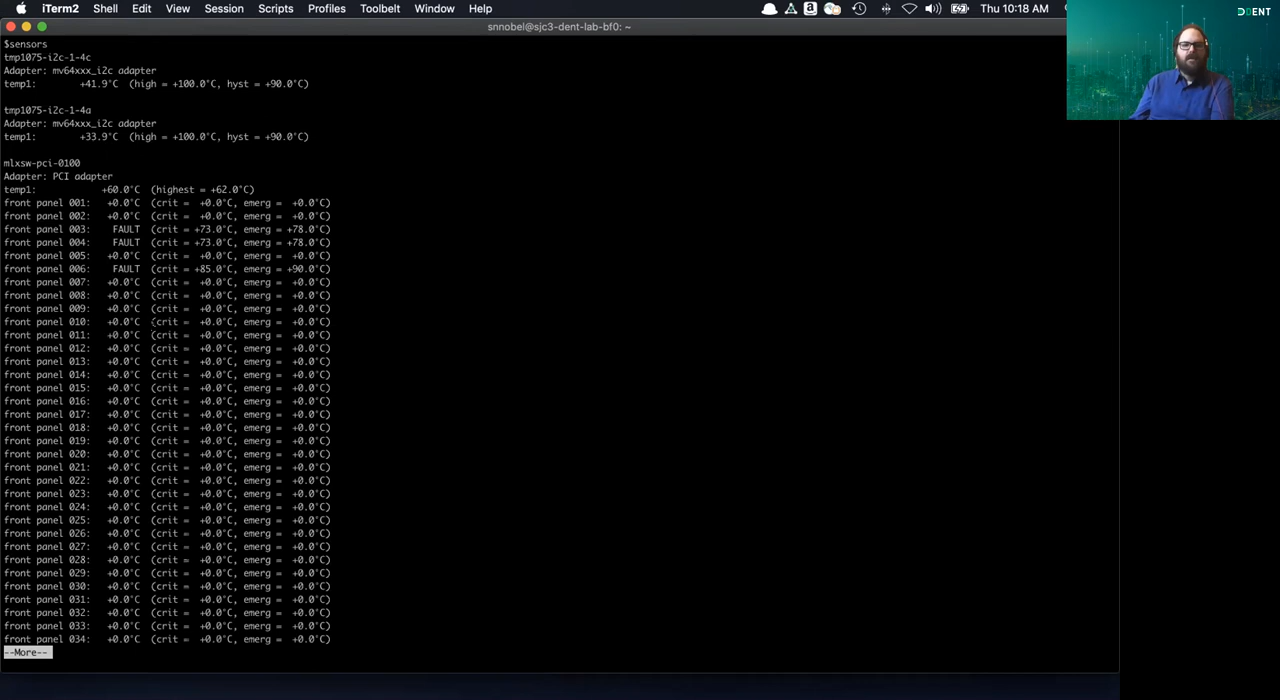 iTerm2 Shell Edit View Session Scripts Profiles Toolbelt Window Help Thu 10:18 AM
DENT
snnobel@sjc3-dent-lab-bf0: ~
$sensors
tmp1075-i2c-1-4c
Adapter: mv64xxx_i2c adapter
temp1: +41.9°C (high = +100.0°C, hyst = +90.0°C)
tmp1075-i2c-1-4a
Adapter: mv64xxx_i2c adapter
temp1: +33.9°C (high = +100.0°C, hyst = +90.0°C)
mlxsw-pci-0100
Adapter: PCI adapter
temp1: +60.0°C (highest = +62.0°C)
front panel 001: +0.0°C (crit = +0.0°C, emerg = +0.0°C)
front panel 002: +0.0°C (crit = +0.0°C, emerg = +0.0°C)
front panel 003: FAULT (crit = +73.0°C, emerg = +78.0°C)
front panel 004: FAULT (crit = +73.0°C, emerg = +78.0°C)
front panel 005: +0.0°C (crit = +0.0°C, emerg = +0.0°C)
front panel 006: FAULT (crit = +85.0°C, emerg = +90.0°C)
front panel 007: +0.0°C (crit = +0.0°C, emerg = +0.0°C)
front panel 008: +0.0°C (crit = +0.0°C, emerg = +0.0°C)
front panel 009: +0.0°C (crit = +0.0°C, emerg = +0.0°C)
front panel 010: +0.0°C (crit = +0.0°C, emerg = +0.0°C)
front panel 011: +0.0°C (crit = +0.0°C, emerg = +0.0°C)
front panel 012: +0.0°C (crit = +0.0°C, emerg = +0.0°C)
front panel 013: +0.0°C (crit = +0.0°C, emerg = +0.0°C)
front panel 014: +0.0°C (crit = +0.0°C, emerg = +0.0°C)
front panel 015: +0.0°C (crit = +0.0°C, emerg = +0.0°C)
front panel 016: +0.0°C (crit = +0.0°C, emerg = +0.0°C)
front panel 017: +0.0°C (crit = +0.0°C, emerg = +0.0°C)
front panel 018: +0.0°C (crit = +0.0°C, emerg = +0.0°C)
front panel 019: +0.0°C (crit = +0.0°C, emerg = +0.0°C)
front panel 020: +0.0°C (crit = +0.0°C, emerg = +0.0°C)
front panel 021: +0.0°C (crit = +0.0°C, emerg = +0.0°C)
front panel 022: +0.0°C (crit = +0.0°C, emerg = +0.0°C)
front panel 023: +0.0°C (crit = +0.0°C, emerg = +0.0°C)
front panel 024: +0.0°C (crit = +0.0°C, emerg = +0.0°C)
front panel 025: +0.0°C (crit = +0.0°C, emerg = +0.0°C)
front panel 026: +0.0°C (crit = +0.0°C, emerg = +0.0°C)
front panel 027: +0.0°C (crit = +0.0°C, emerg = +0.0°C)
front panel 028: +0.0°C (crit = +0.0°C, emerg = +0.0°C)
front panel 029: +0.0°C (crit = +0.0°C, emerg = +0.0°C)
front panel 030: +0.0°C (crit = +0.0°C, emerg = +0.0°C)
front panel 031: +0.0°C (crit = +0.0°C, emerg = +0.0°C)
front panel 032: +0.0°C (crit = +0.0°C, emerg = +0.0°C)
front panel 033: +0.0°C (crit = +0.0°C, emerg = +0.0°C)
front panel 034: +0.0°C (crit = +0.0°C, emerg = +0.0°C)
--More--